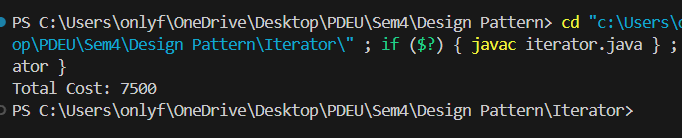 PS C:\Users\onlyf\OneDrive\Desktop\PDEU\Sem4\Design Pattern> cd "c:\Users\
op\PDEU\Sem4\Design Pattern\Iterator\" ; if ($?) { javac iterator.java } ;
ator }
Total Cost: 7500
PS C:\Users\onlyf\OneDrive\Desktop\PDEU\Sem4\Design Pattern\Iterator>